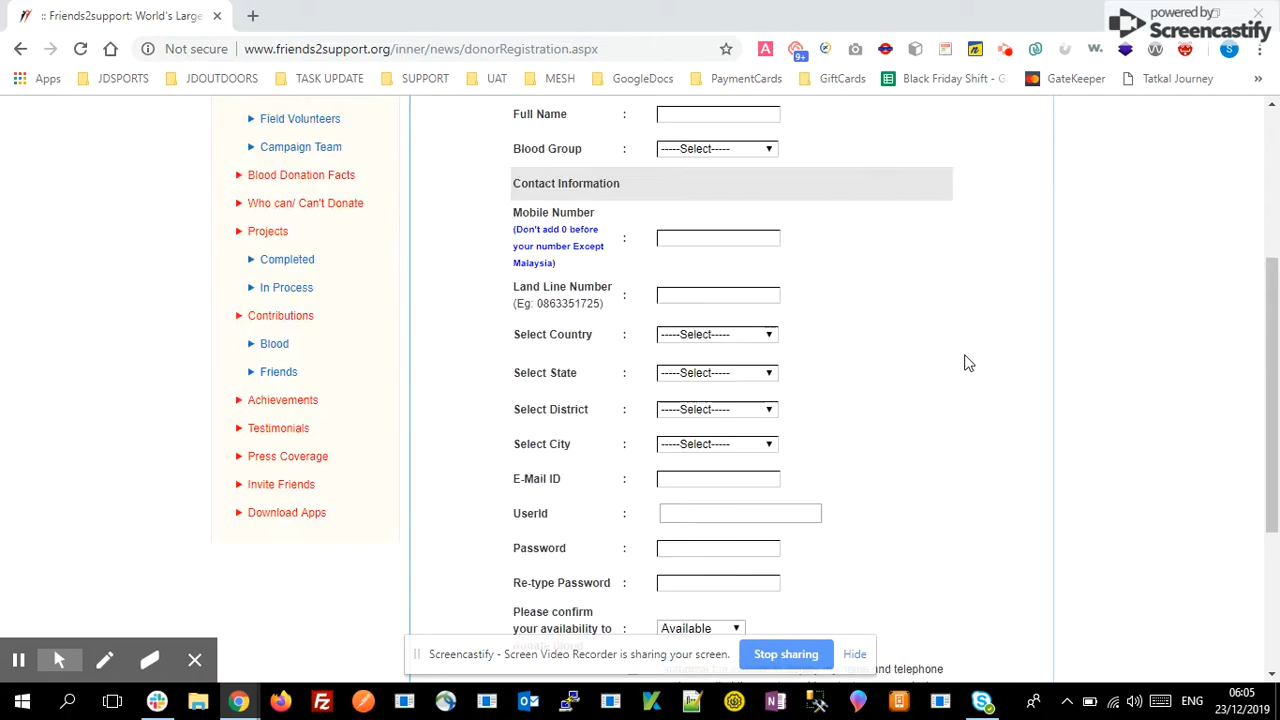 :: Friends2support: World's Large
powered by
Screencastify
Not secure
www.friends2support.org/inner/news/donorRegistration.aspx
9+
W.
S
Apps
JDSPORTS
JDOUTDOORS
TASK UPDATE
SUPPORT
UAT
MESH
GoogleDocs
PaymentCards
GiftCards
Black Friday Shift - G
GateKeeper
Tatkal Journey
»
Field Volunteers
Campaign Team
Blood Donation Facts
Who can/ Can't Donate
Projects
Completed
In Process
Contributions
Blood
Friends
Achievements
Testimonials
Press Coverage
Invite Friends
Download Apps
Full Name :
Blood Group : -----Select-----
Contact Information
Mobile Number
(Don't add 0 before
your number Except :
Malaysia)
Land Line Number :
(Eg: 0863351725)
Select Country : -----Select-----
Select State : -----Select-----
Select District : -----Select-----
Select City : -----Select-----
E-Mail ID :
UserId :
Password :
Re-type Password :
Please confirm
your availability to : Available
Screencastify - Screen Video Recorder is sharing your screen.
Stop sharing
Hide
and telephone
ENG
06:05
23/12/2019